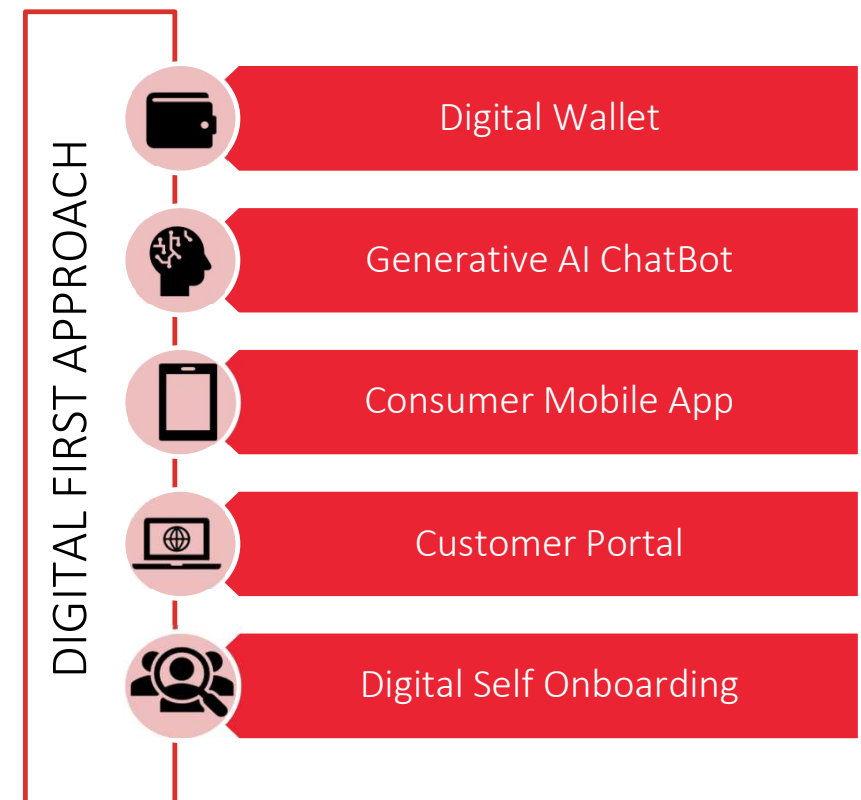 DIGITAL FIRST APPROACH
Digital Wallet
Generative AI ChatBot
Consumer Mobile App
Customer Portal
Digital Self Onboarding